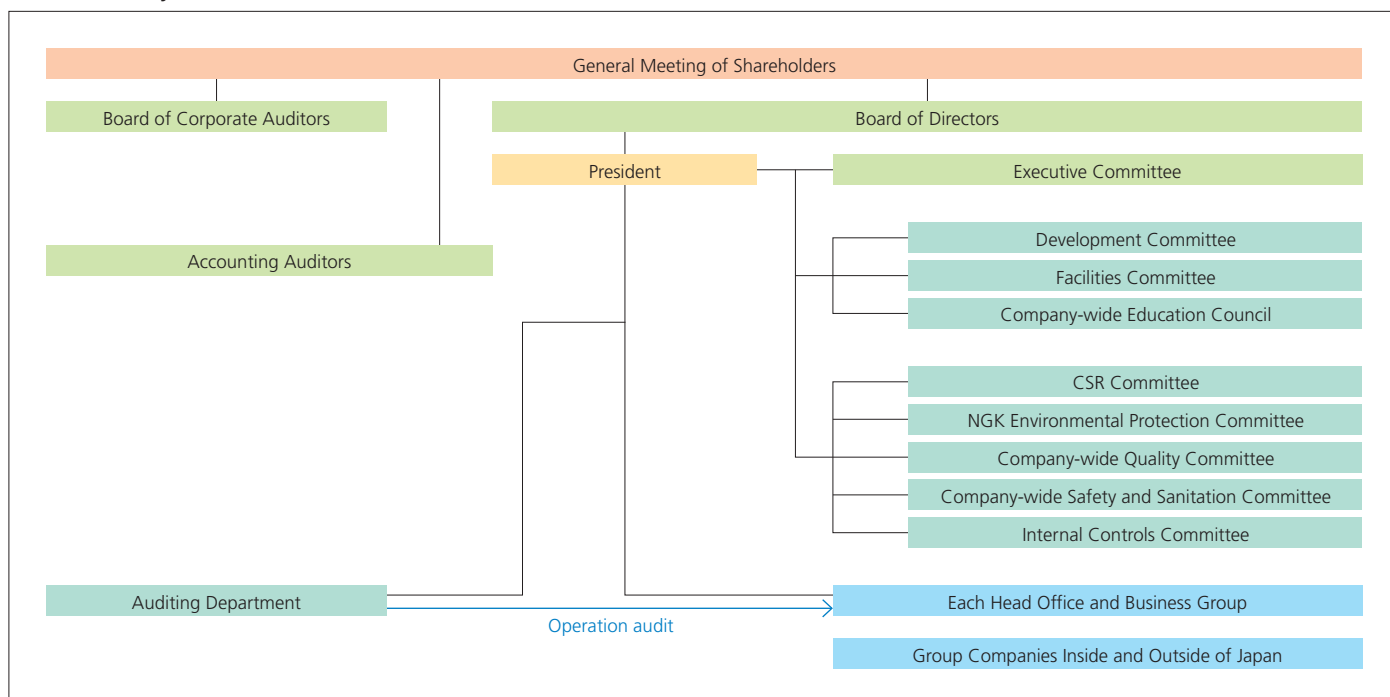 General Meeting of Shareholders
Board of Corporate Auditors
Board of Directors
President
Executive Committee
Accounting Auditors
Development Committee
Facilities Committee
Company-wide Education Council
CSR Committee
NGK Environmental Protection Committee
Company-wide Quality Committee
Company-wide Safety and Sanitation Committee
Internal Controls Committee
Auditing Department
Operation audit
Each Head Office and Business Group
Group Companies Inside and Outside of Japan